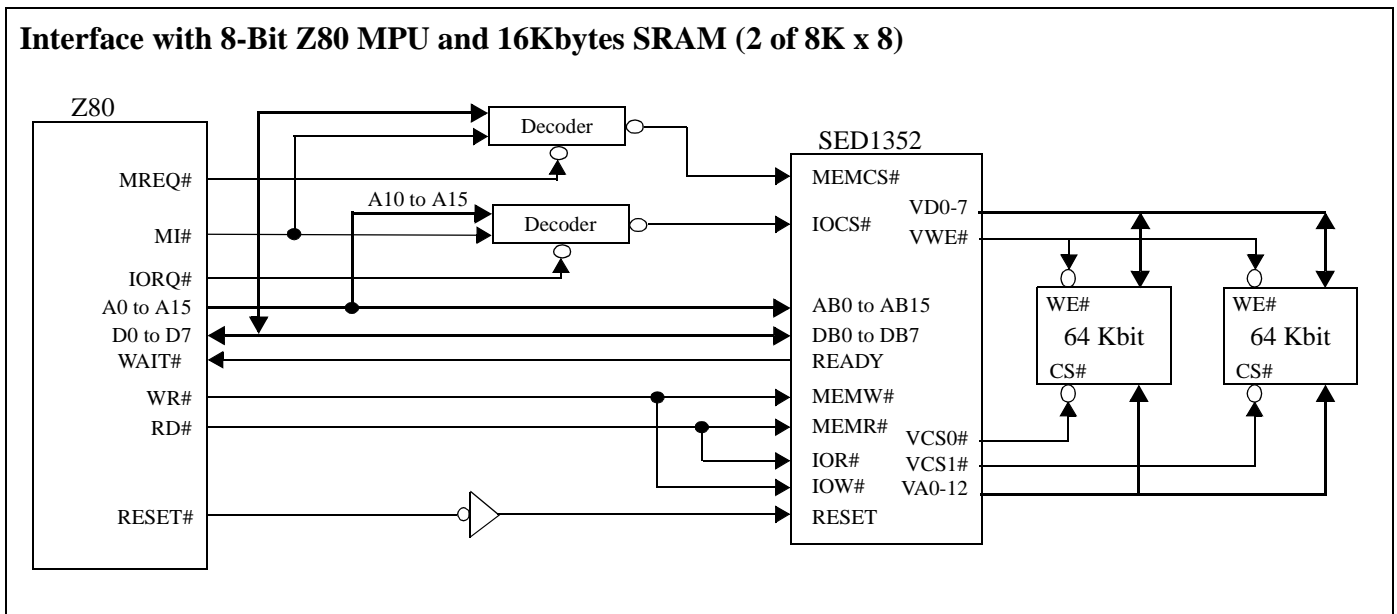 Interface with 8-Bit Z80 MPU and 16Kbytes SRAM (2 of 8K x 8)
Z80
MREQ#
MI#
IORQ#
A0 to A15
D0 to D7
WAIT#
WR#
RD#
RESET#
Decoder
A10 to A15
Decoder
SED1352
MEMCS#
IOCS#
AB0 to AB15
DB0 to DB7
READY
MEMW#
MEMR#
IOR#
IOW#
RESET
VD0-7
VWE#
VCS0#
VCS1#
VA0-12
WE#
64 Kbit
CS#
WE#
64 Kbit
CS#